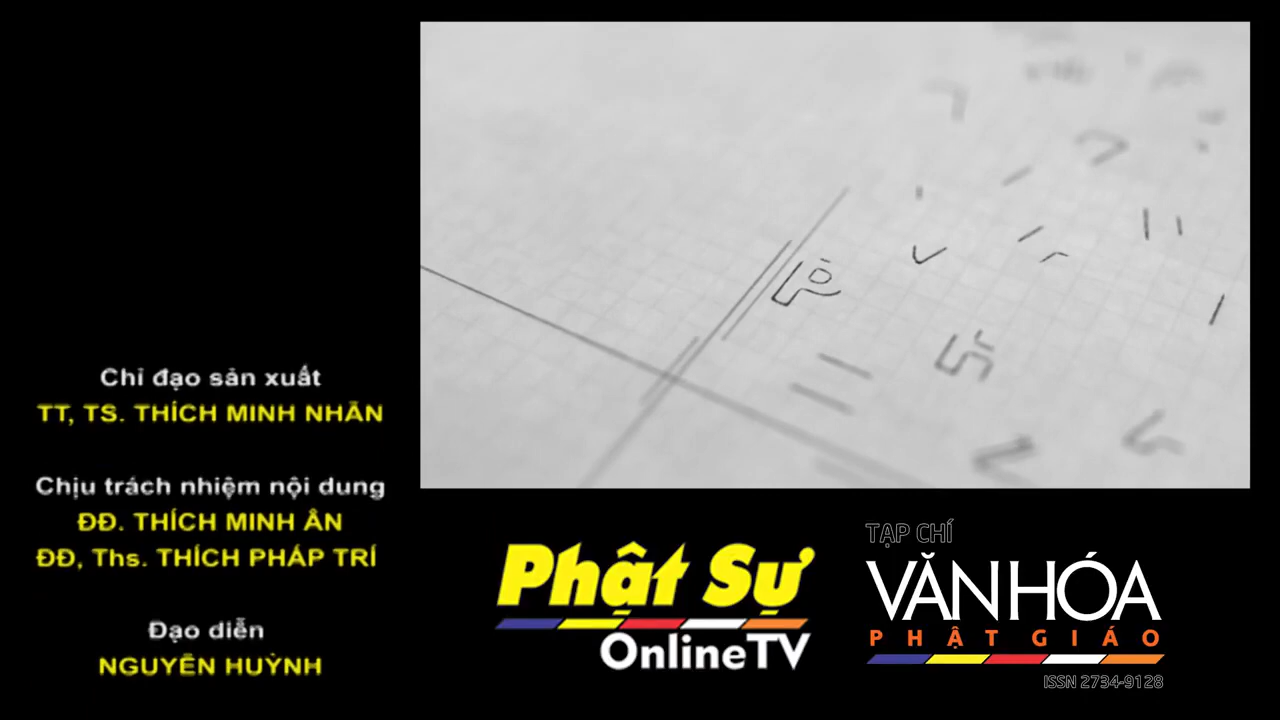 Chỉ đạo sản xuất
TT, TS. THÍCH MINH NHẪN
Chịu trách nhiệm nội dung
ĐĐ. THÍCH MINH ÂN
ĐĐ, Ths. THÍCH PHÁP TRÍ
Đạo diễn
NGUYỄN HUỲNH
Phật Sự
OnlineTV
TẠP CHÍ
VĂN HÓA
PHẬT GIÁO
ISSN 2734-9128